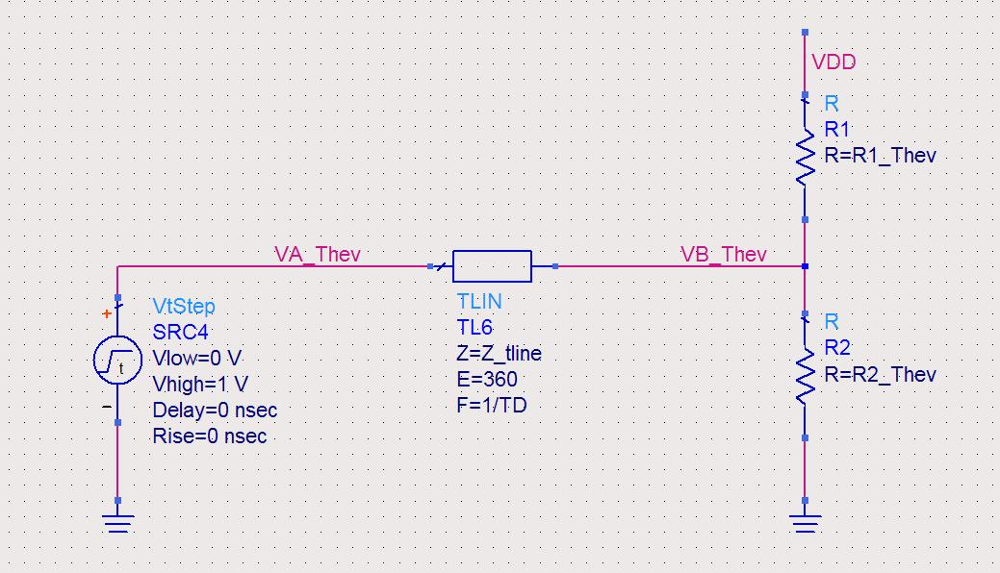 VDD
R
R1
R=R1_Thev
VA_Thev
VB_Thev
+
t
VtStep
SRC4
Vlow=0 V
Vhigh=1 V
Delay=0 nsec
Rise=0 nsec
TLIN
TL6
Z=Z_tline
E=360
F=1/TD
R
R2
R=R2_Thev